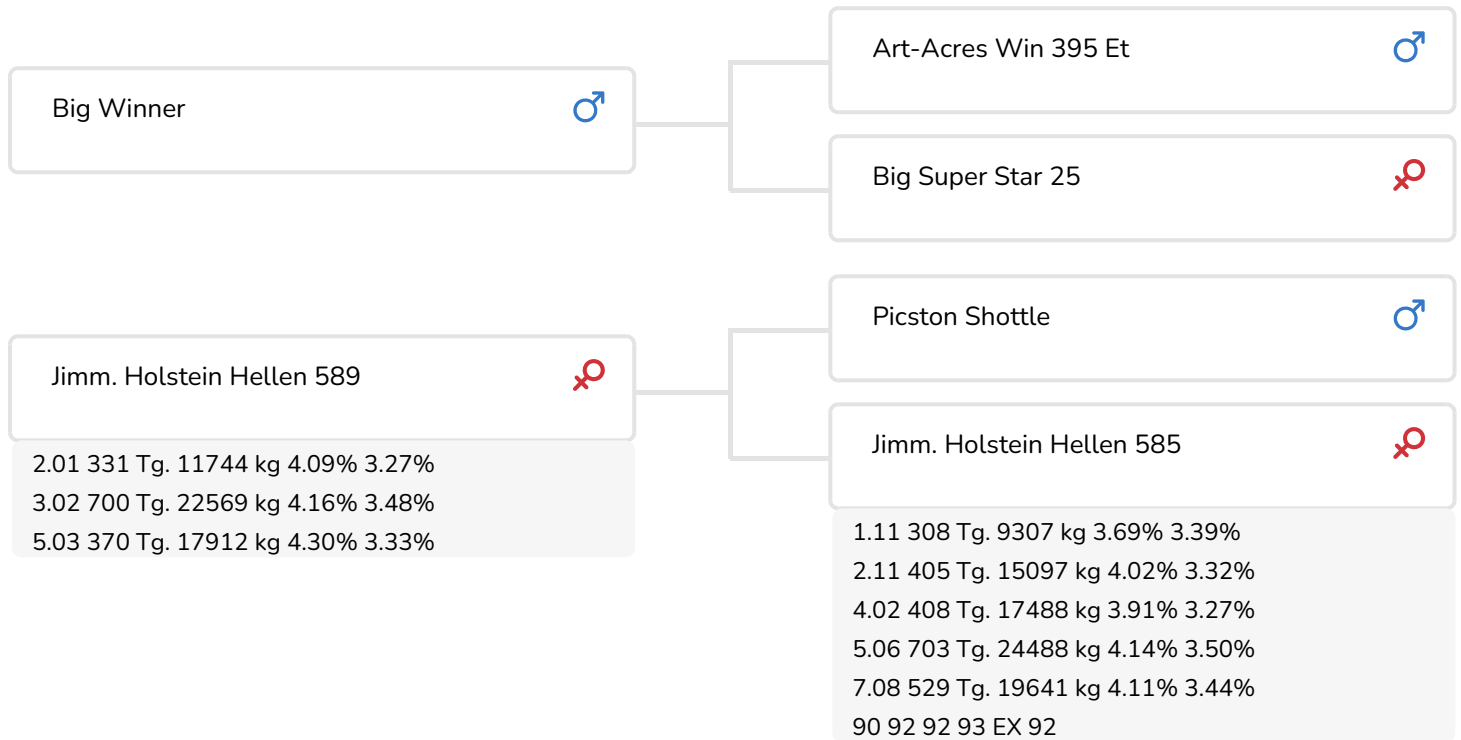 Art-Acres Win 395 Et
Big Winner
Big Super Star 25
Picston Shottle
Jimm. Holstein Hellen 589
2.01 331 Tg. 11744 kg 4.09% 3.27%
3.02 700 Tg. 22569 kg 4.16% 3.48%
5.03 370 Tg. 17912 kg 4.30% 3.33%
Jimm. Holstein Hellen 585
1.11 308 Tg. 9307 kg 3.69% 3.39%
2.11 405 Tg. 15097 kg 4.02% 3.32%
4.02 408 Tg. 17488 kg 3.91% 3.27%
5.06 703 Tg. 24488 kg 4.14% 3.50%
7.08 529 Tg. 19641 kg 4.11% 3.44%
90 92 92 93 EX 92